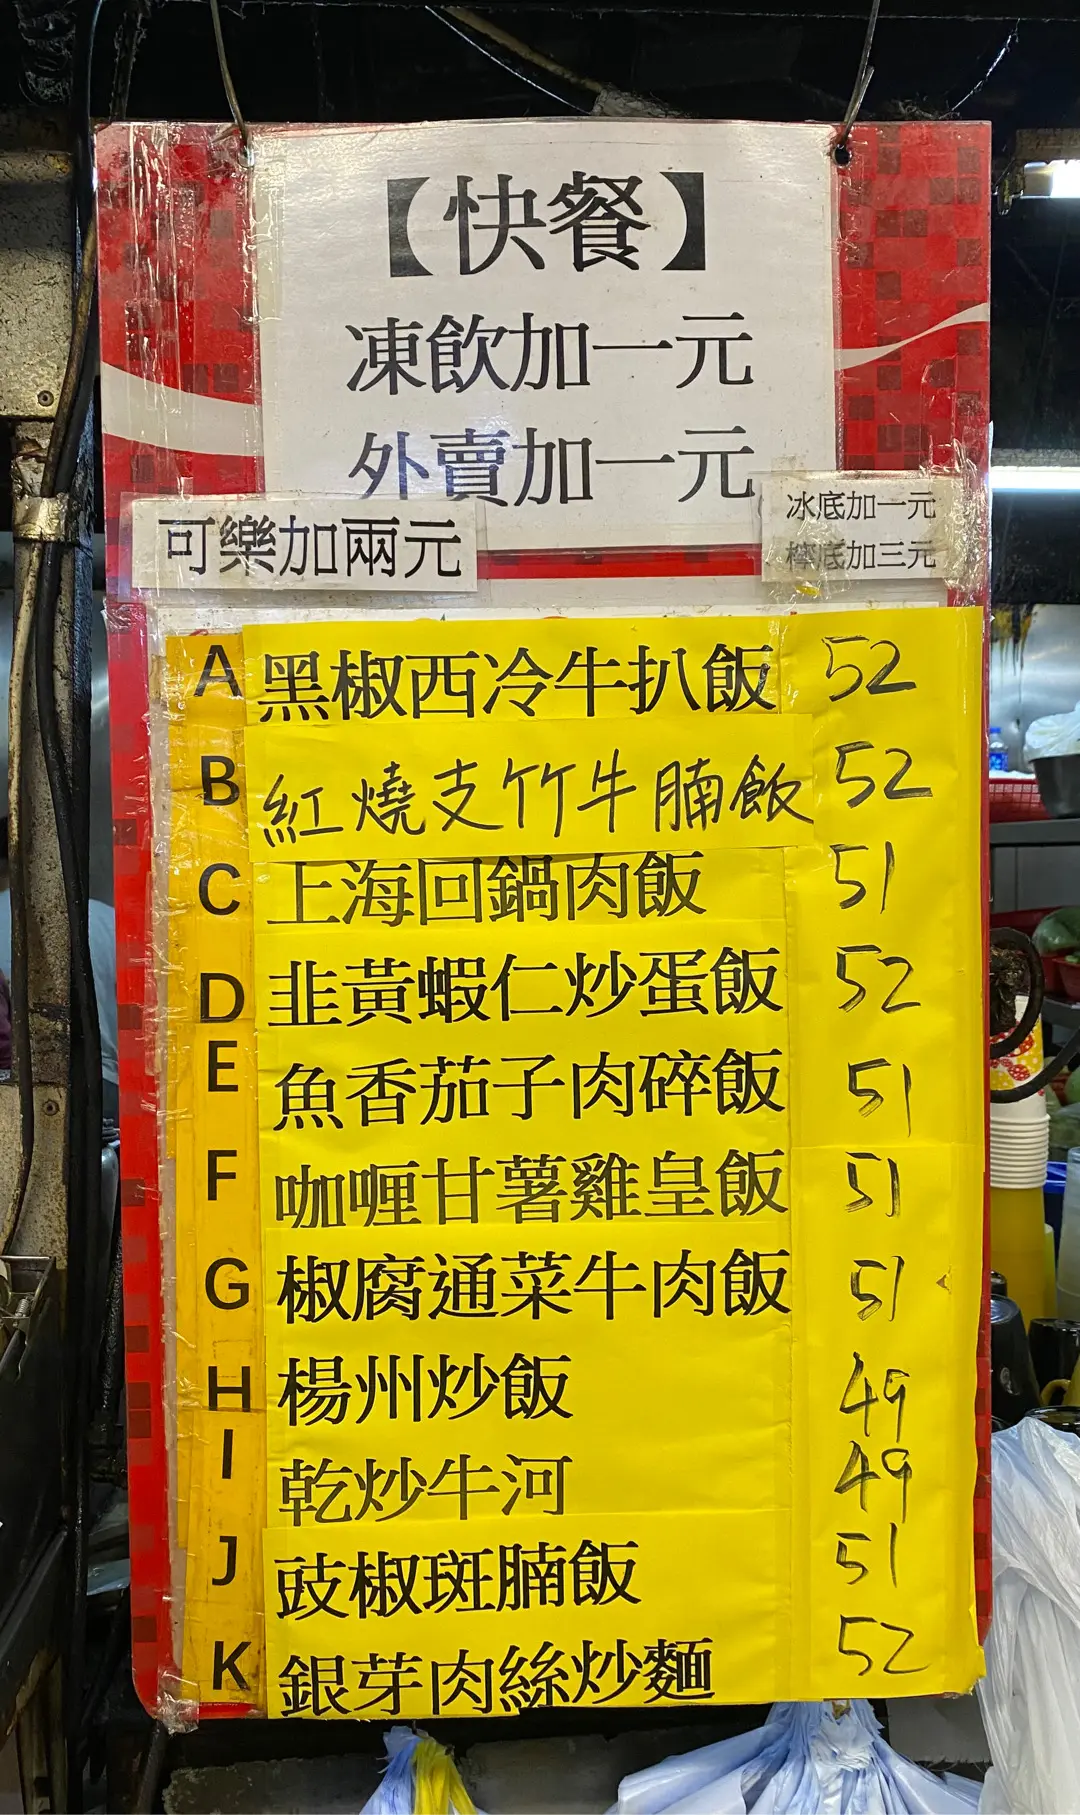 【快餐】
凍飲加一元
外賣加一元
可樂加兩元
冰底加一元
檸底加三元
A 黑椒西冷牛扒飯 52
B 紅燒支竹牛腩飯 52
C 上海回鍋肉飯 51
D 韭黃蝦仁炒蛋飯 52
E 魚香茄子肉碎飯 51
F 咖喱甘薯雞皇飯 51
G 椒腐通菜牛肉飯 51
H 楊州炒飯 49
I 乾炒牛河 49
J 豉椒斑腩飯 51
K 銀芽肉絲炒麵 52